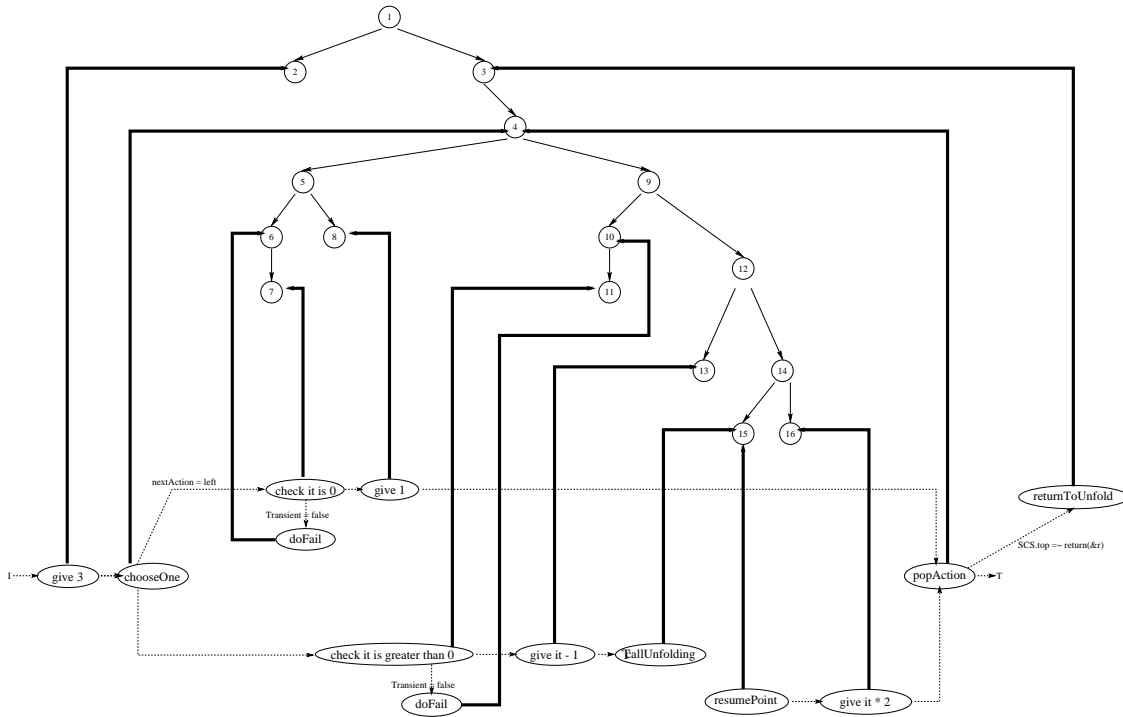 1
2
3
4
5
9
6
8
10
12
7
11
13
14
15
16
nextAction = left
check it is 0
give 1
returnToUnfold
Transient = false
doFail
SCS.top =~ return(&r)
I
give 3
chooseOne
popAction
T
check it is greater than 0
give it - 1
callUnfolding
Transient = false
doFail
resumePoint
give it * 2